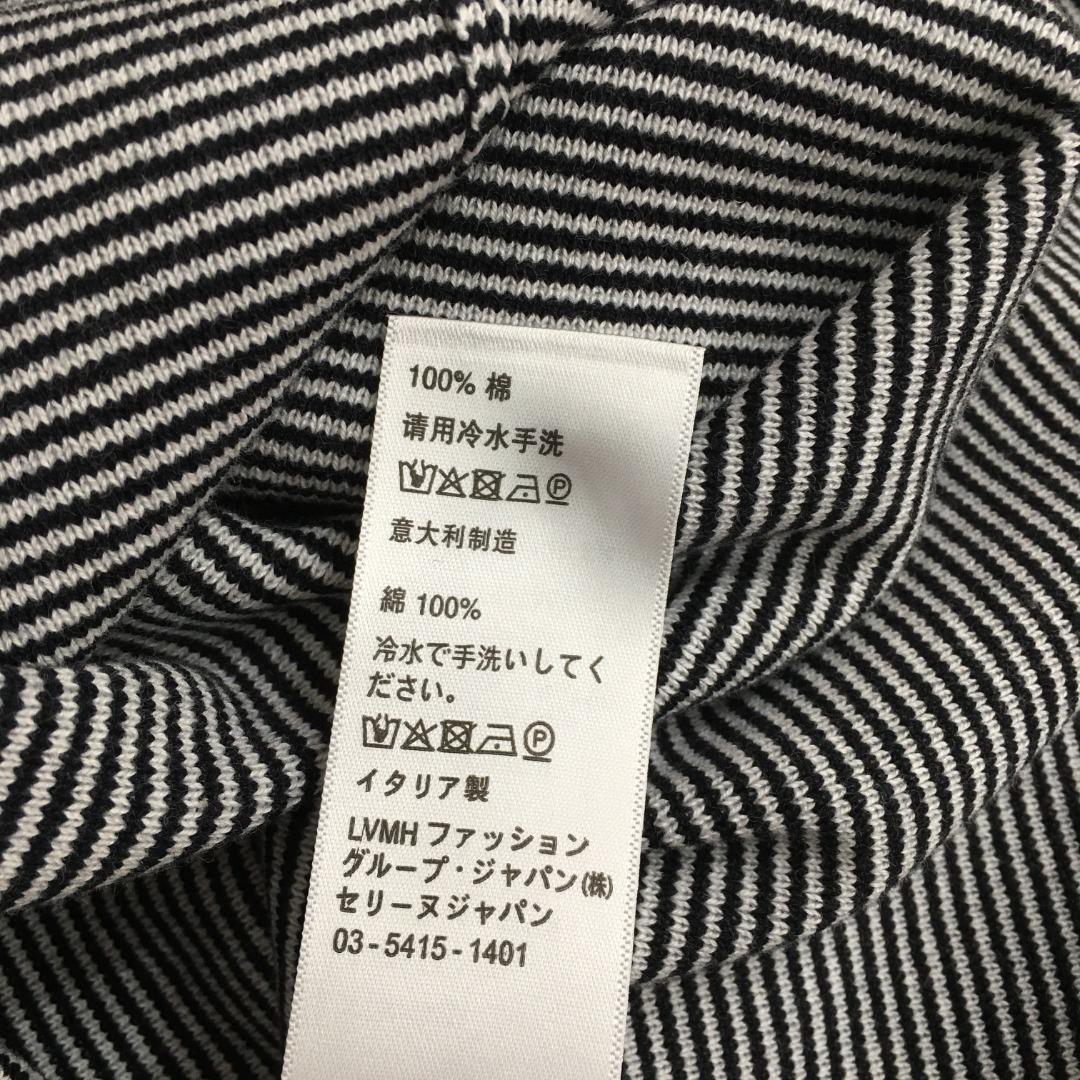 100% 棉
请用冷水手洗
P
意大利制造
綿 100%
冷水で手洗いしてく
ださい。
P
イタリア製
LVMH ファッション
グループ・ジャパン(株)
セリーヌジャパン
03-5415-1401